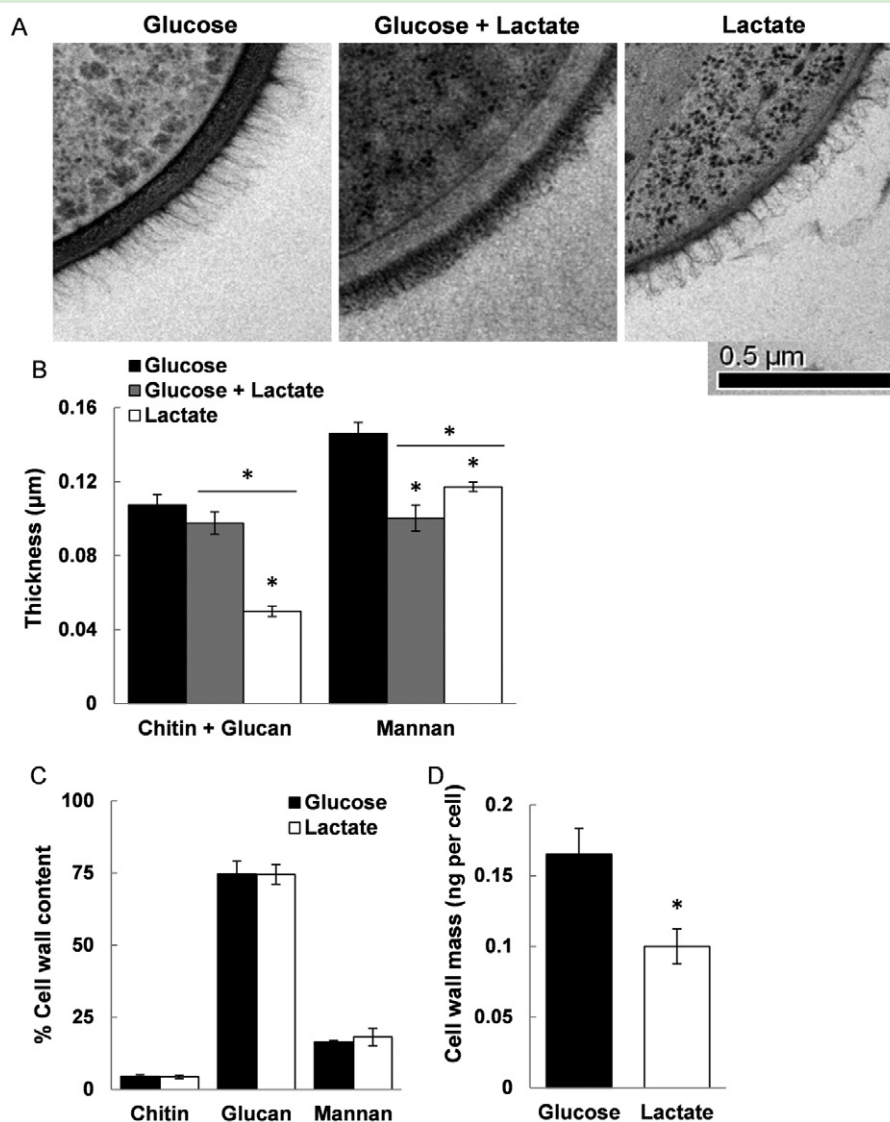 A
Glucose
Glucose + Lactate
Lactate
0.5 µm
B
Glucose
Glucose + Lactate
Lactate
Thickness (µm)
0.16
0.12
0.08
0.04
0
*
*
*
*
*
Chitin + Glucan
Mannan
C
Glucose
Lactate
% Cell wall content
100
75
50
25
0
Chitin
Glucan
Mannan
D
Cell wall mass (ng per cell)
0.2
0.15
0.1
0.05
0
*
Glucose
Lactate